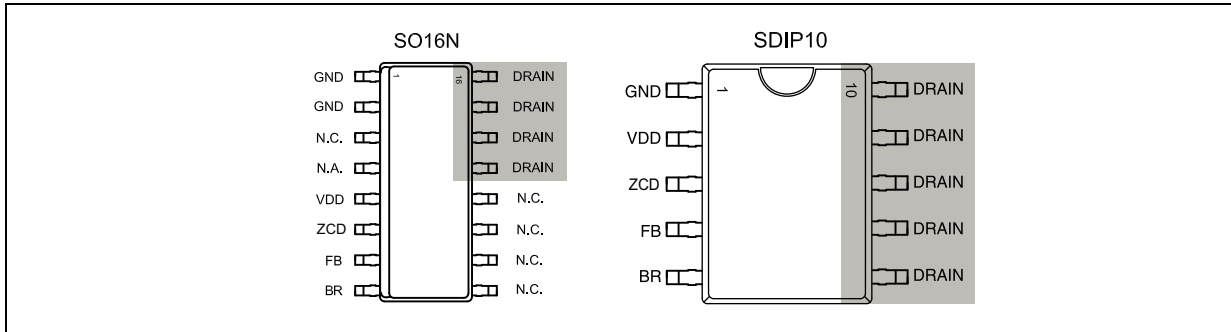 SO16N
GND 1 16 DRAIN
GND DRAIN
N.C. DRAIN
N.A. DRAIN
VDD N.C.
ZCD N.C.
FB N.C.
BR N.C.
SDIP10
GND 1 10 DRAIN
VDD DRAIN
ZCD DRAIN
FB DRAIN
BR DRAIN